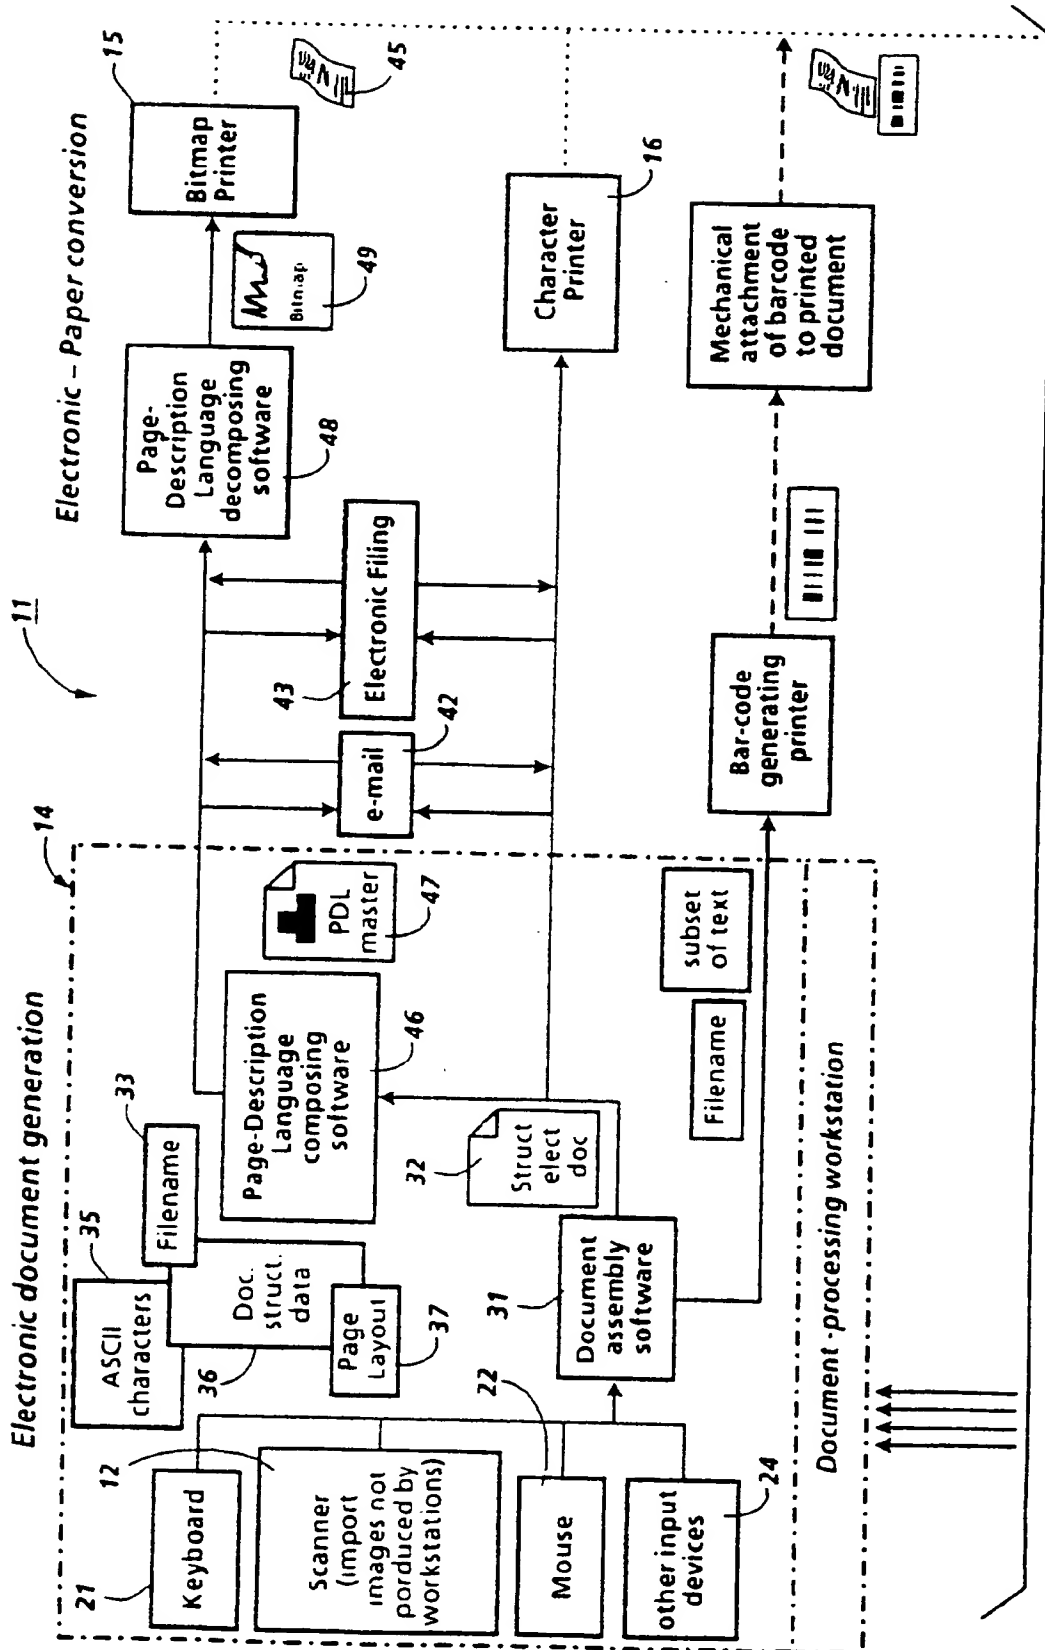 Electronic document generation
Electronic - Paper conversion
11
14
35
ASCII
characters
33
Filename
Doc.
struct.
data
36
Page
Layout
37
21
Keyboard
12
Scanner
(import
images not
porduced by
workstations)
22
Mouse
other input
devices
24
31
Document
assembly
software
32
Struct
elect
doc
Page-Description
Language
composing
software
46
PDL
master
47
Filename
subset
of text
Document-processing workstation
e-mail
42
43
Electronic Filing
Page-
Description
Language
decomposing
software
48
Bitmap
49
Bitmap
Printer
15
45
Character
Printer
16
Bar-code
generating
printer
Mechanical
attachment
of barcode
to printed
document